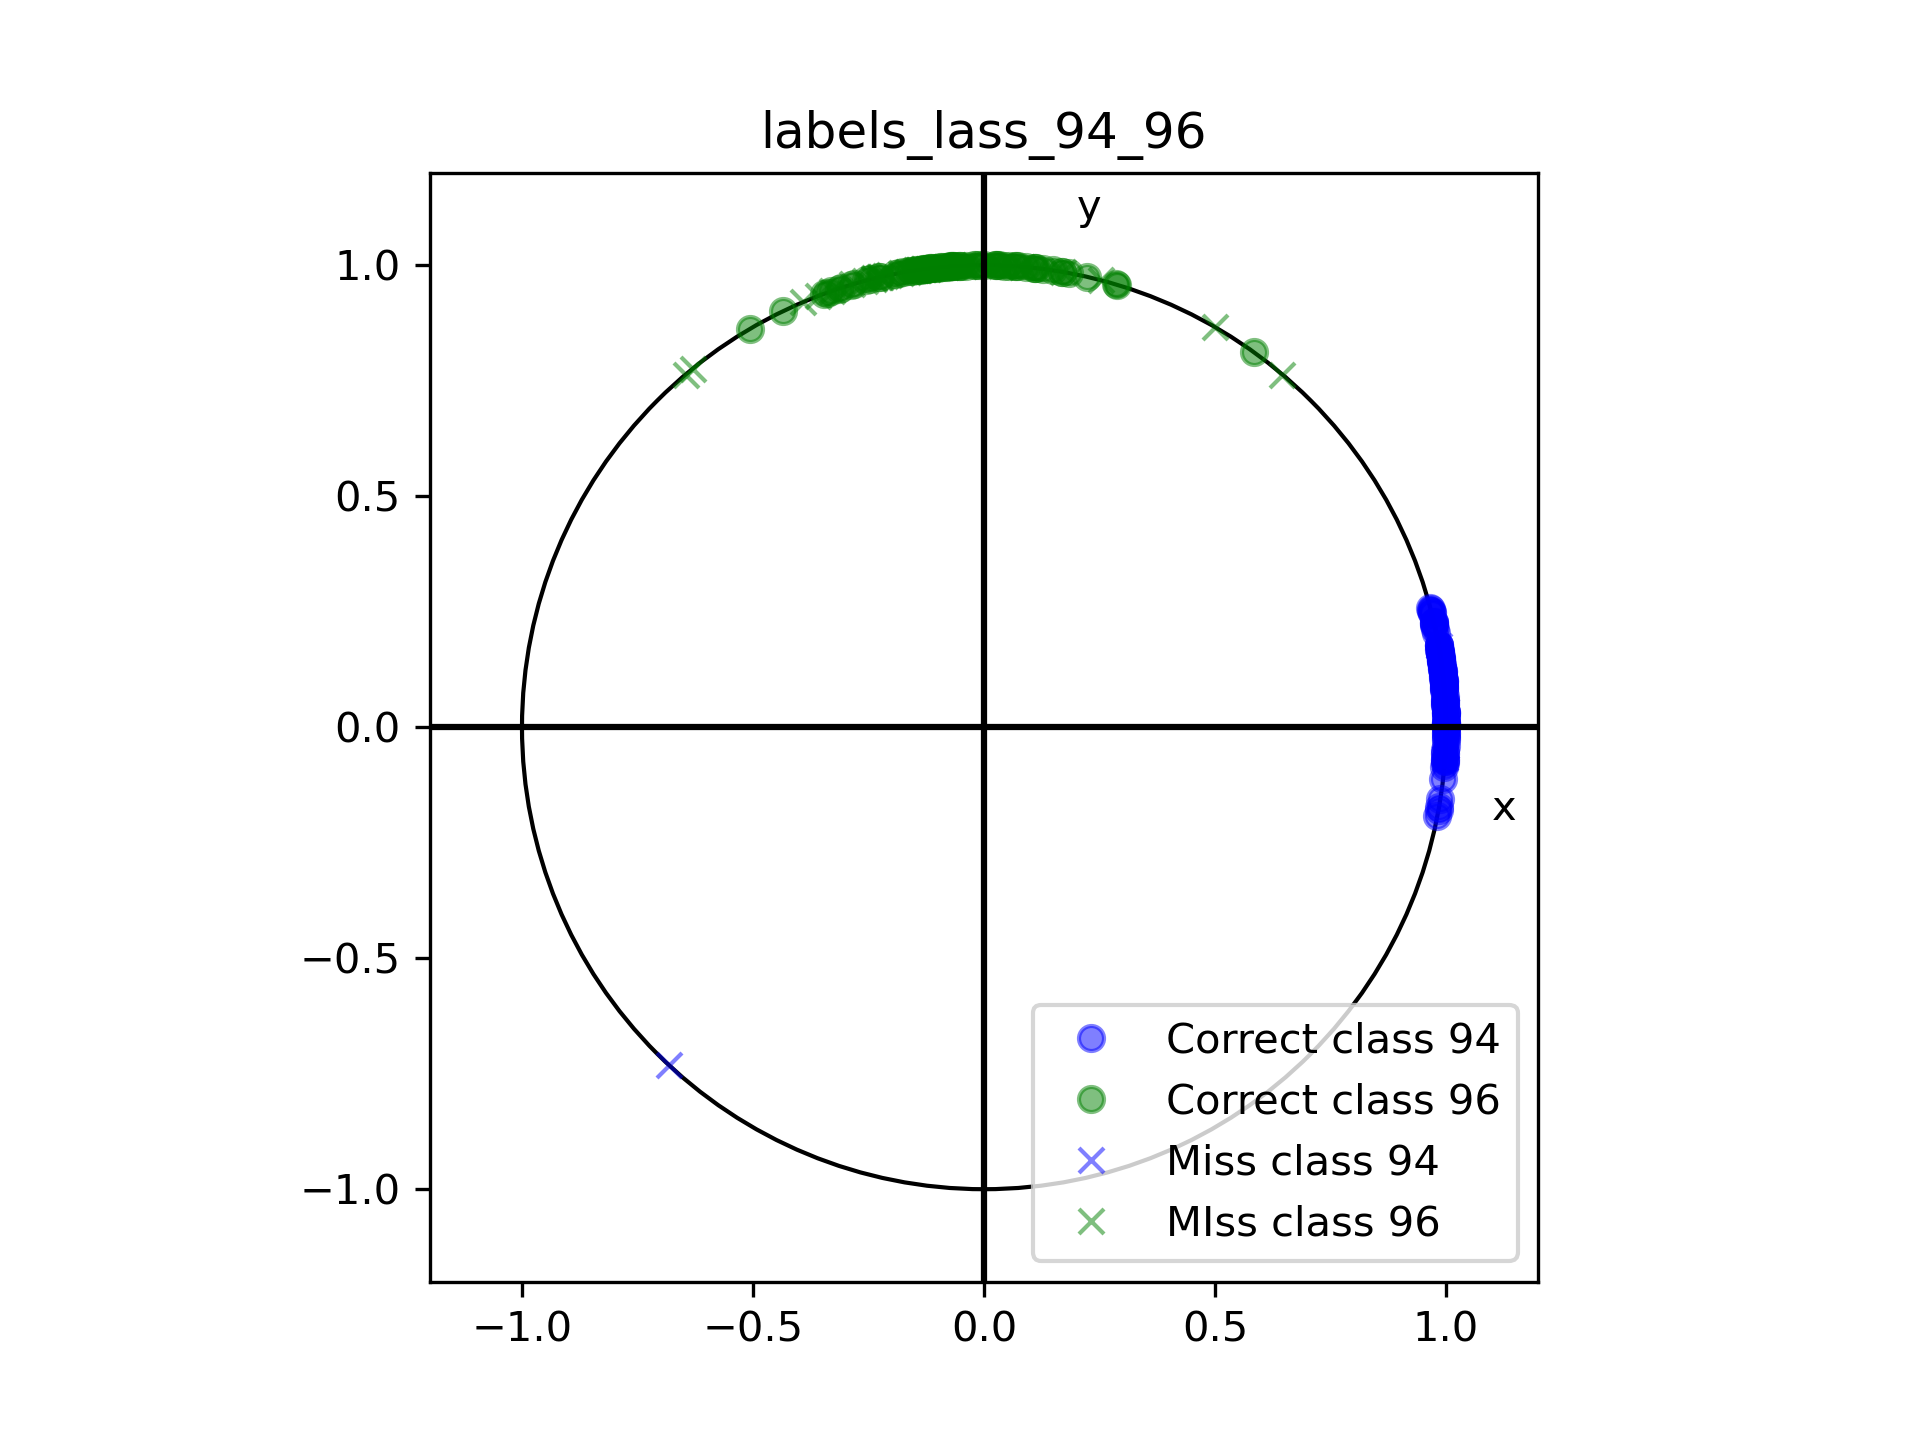 labels_lass_94_96
y
1.0
0.5
0.0
−0.5
−1.0
x
Correct class 94
Correct class 96
Miss class 94
MIss class 96
−1.0 −0.5 0.0 0.5 1.0